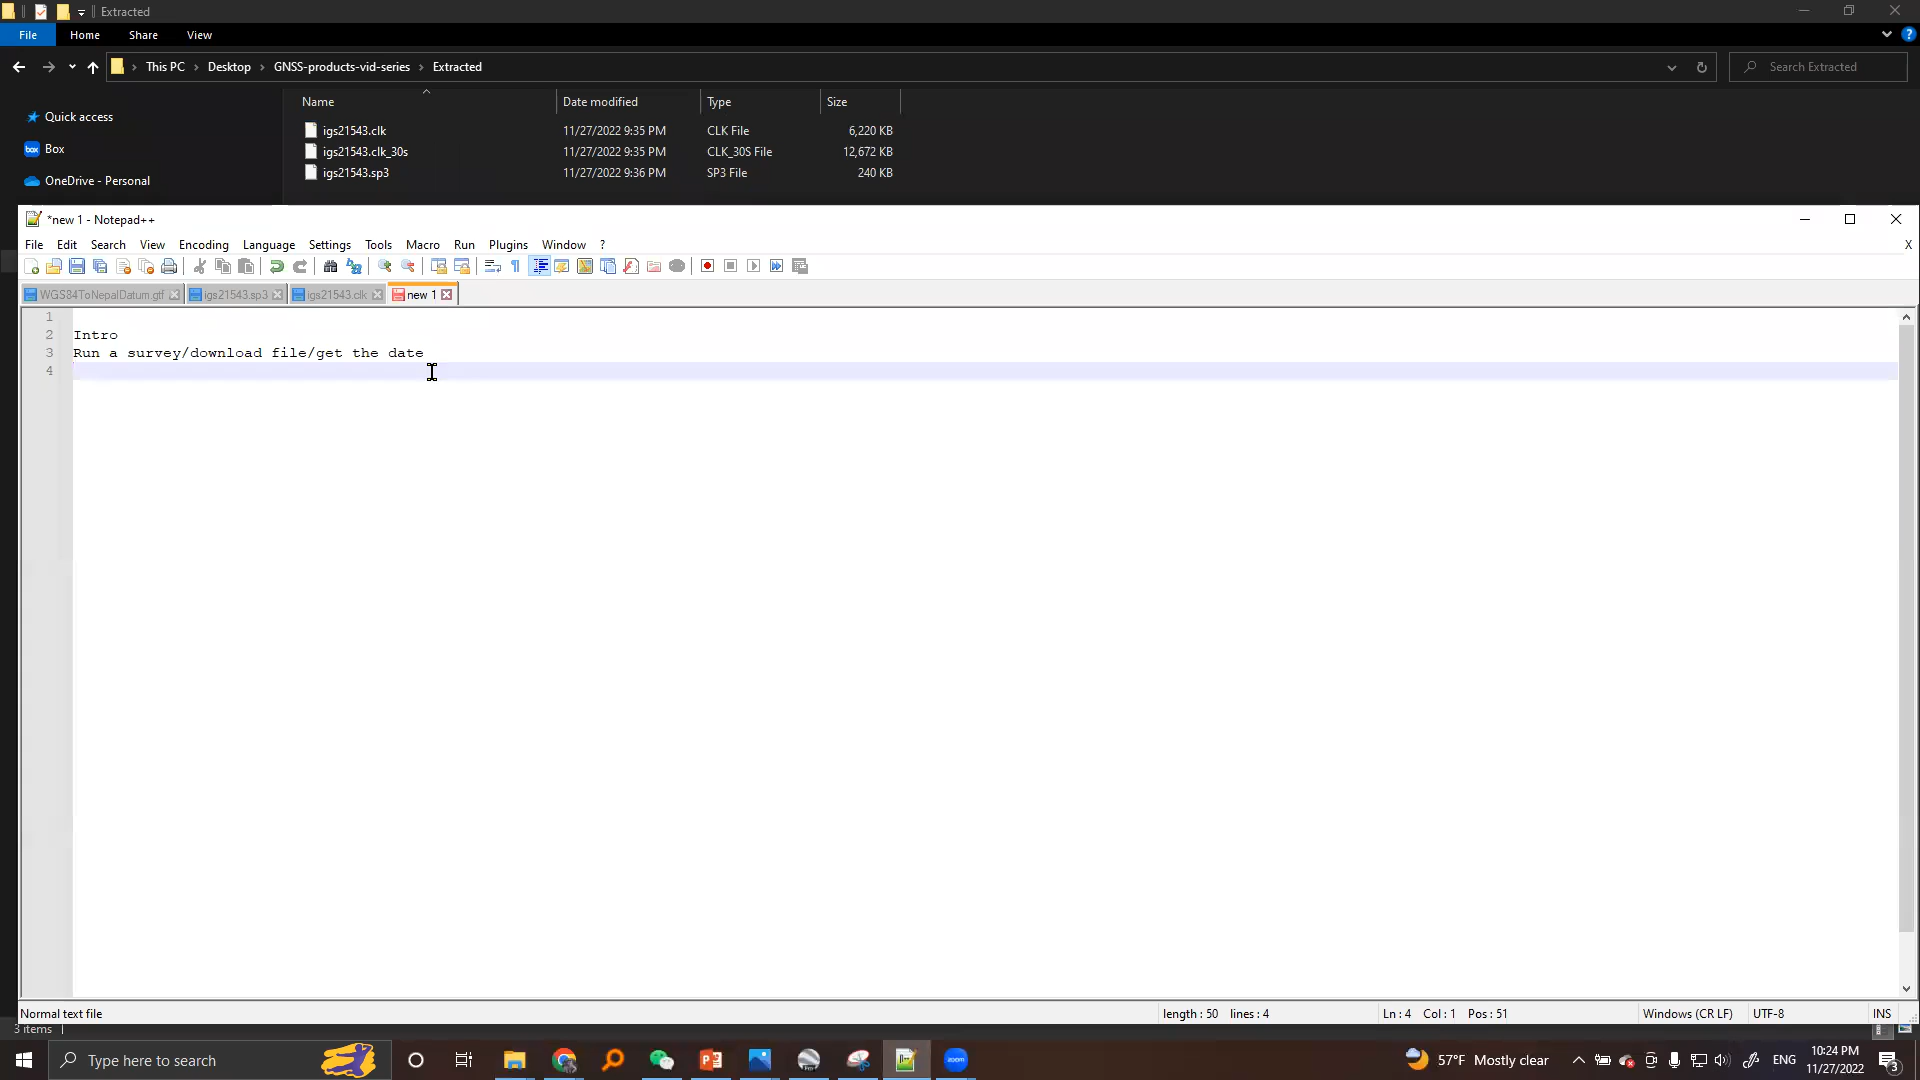 Extracted
File Home Share View
This PC Desktop GNSS-products-vid-series Extracted
Search Extracted
Name Date modified Type Size
Quick access
igs21543.clk 11/27/2022 9:35 PM CLK File 6,220 KB
Box
igs21543.clk_30s 11/27/2022 9:35 PM CLK_30S File 12,672 KB
igs21543.sp3 11/27/2022 9:36 PM SP3 File 240 KB
OneDrive - Personal
*new 1 - Notepad++
File Edit Search View Encoding Language Settings Tools Macro Run Plugins Window ?
X
WGS84ToNepalDatum.gtf igs21543.sp3 igs21543.clk new 1
1
2 Intro
3 Run a survey/download file/get the date
4
Normal text file length : 50 lines : 4 Ln : 4 Col : 1 Pos : 51 Windows (CR LF) UTF-8 INS
3 items
Type here to search
57°F Mostly clear
ENG
10:24 PM
11/27/2022
3